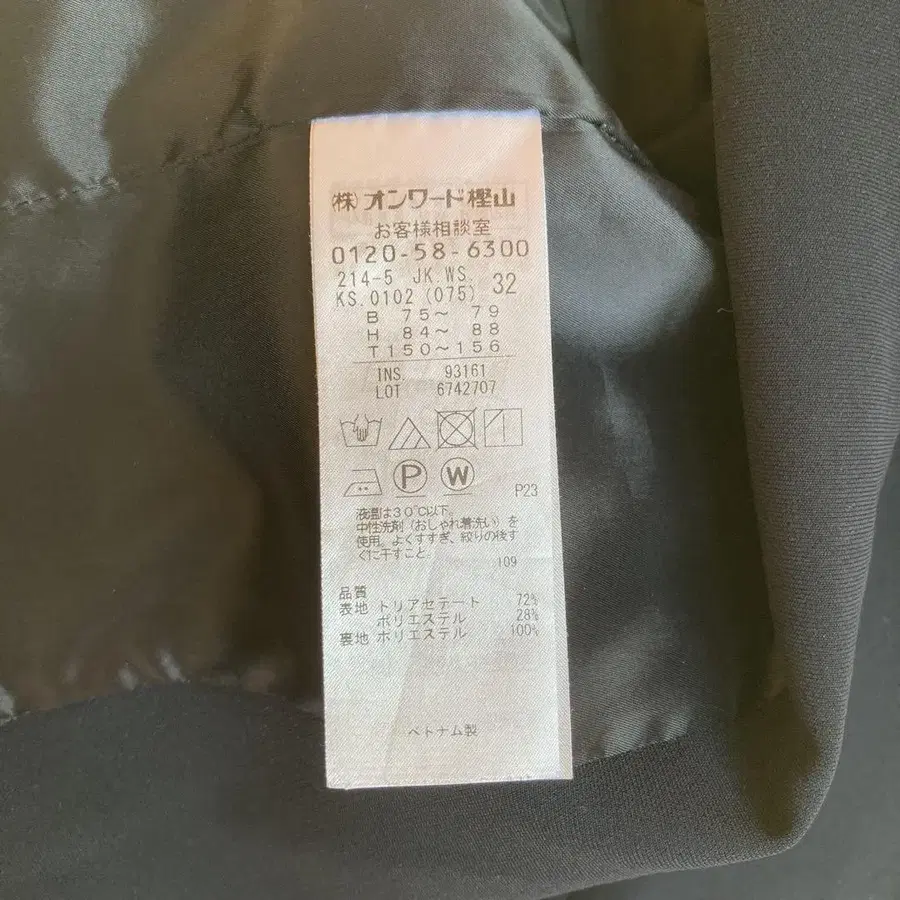 (株)オンワード樫山
お客様相談室
0120-58-6300
214-5 JK.WS. 32
KS.0102 (075)
B 75〜 79
H 84〜 88
T150〜156
INS. 93161
LOT 6742707
P W
P23
液温は30℃以下。
中性洗剤(おしゃれ着洗い)を
使用。よくすすぎ、絞りの後す
ぐに干すこと。
109
品質
表地 トリアセテート 72%
ポリエステル 28%
裏地 ポリエステル 100%
ベトナム製